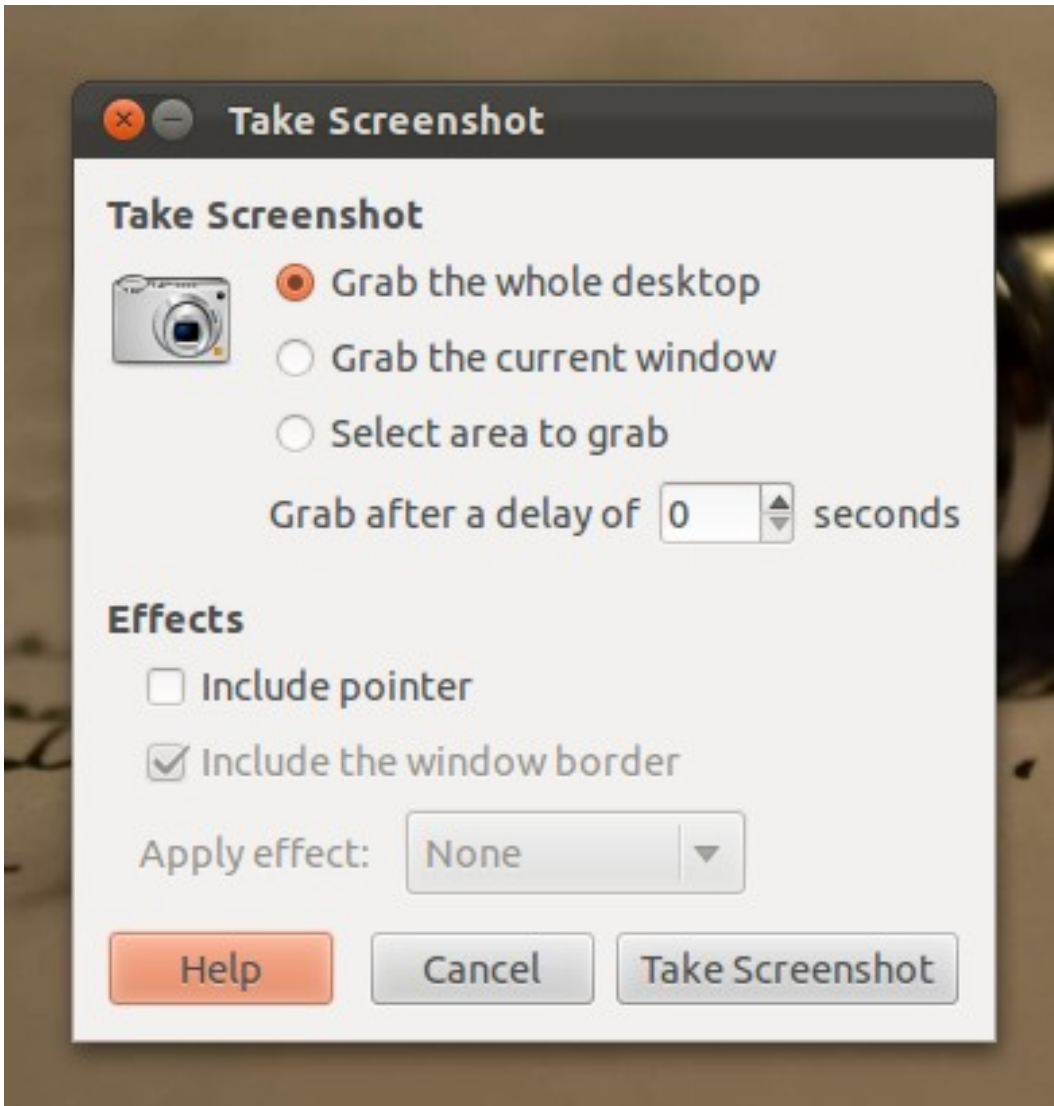 Take Screenshot
Take Screenshot
Grab the whole desktop
Grab the current window
Select area to grab
Grab after a delay of 0 seconds
Effects
Include pointer
Include the window border
Apply effect: None
Help Cancel Take Screenshot